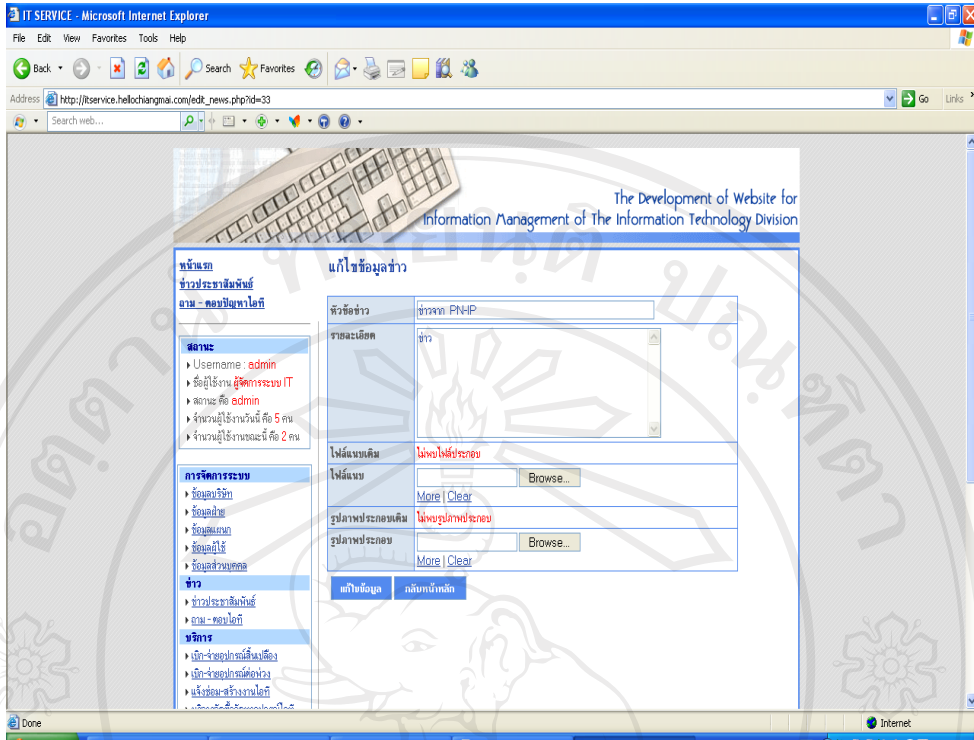 IT SERVICE - Microsoft Internet Explorer
File Edit View Favorites Tools Help
Back Search Favorites
Address http://itservice.hellochiangmai.com/edit_news.php?id=33 Go Links
Search web...
The Development of Website for
Information Management of The Information Technology Division
หน้าแรก
ข่าวประชาสัมพันธ์
ถาม - ตอบปัญหาไอที
สถานะ
Username : admin
ชื่อผู้ใช้งาน ผู้จัดการระบบ IT
สถานะ คือ admin
จำนวนผู้ใช้งานวันนี้ คือ 5 คน
จำนวนผู้ใช้งานขณะนี้ คือ 2 คน
การจัดการระบบ
ข้อมูลบริษัท
ข้อมูลฝ่าย
ข้อมูลแผนก
ข้อมูลผู้ใช้
ข้อมูลส่วนบุคคล
ข่าว
ข่าวประชาสัมพันธ์
ถาม - ตอบไอที
บริการ
เบิก-จ่ายอุปกรณ์สิ้นเปลือง
เบิก-จ่ายอุปกรณ์ต่อพ่วง
แจ้งซ่อม-สร้างงานไอที
แก้ไขข้อมูลข่าว
หัวข้อข่าว ข่าวจาก PN-IP
รายละเอียด ข่าว
ไฟล์แนบเดิม ไม่พบไฟล์ประกอบ
ไฟล์แนบ Browse...
More | Clear
รูปภาพประกอบเดิม ไม่พบรูปภาพประกอบ
รูปภาพประกอบ Browse...
More | Clear
แก้ไขข้อมูล กลับหน้าหลัก
Done Internet